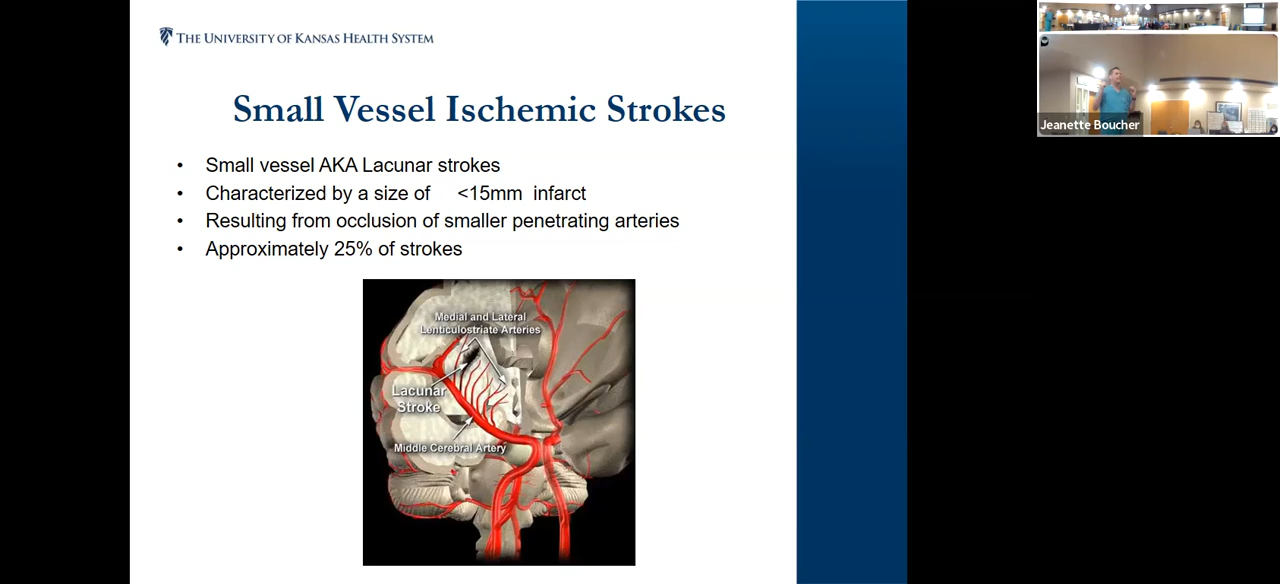 THE UNIVERSITY OF KANSAS HEALTH SYSTEM
Small Vessel Ischemic Strokes
• Small vessel AKA Lacunar strokes
• Characterized by a size of <15mm infarct
• Resulting from occlusion of smaller penetrating arteries
• Approximately 25% of strokes
Medial and Lateral
Lenticulostriate Arteries
Lacunar
Stroke
Middle Cerebral Artery
Jeanette Boucher